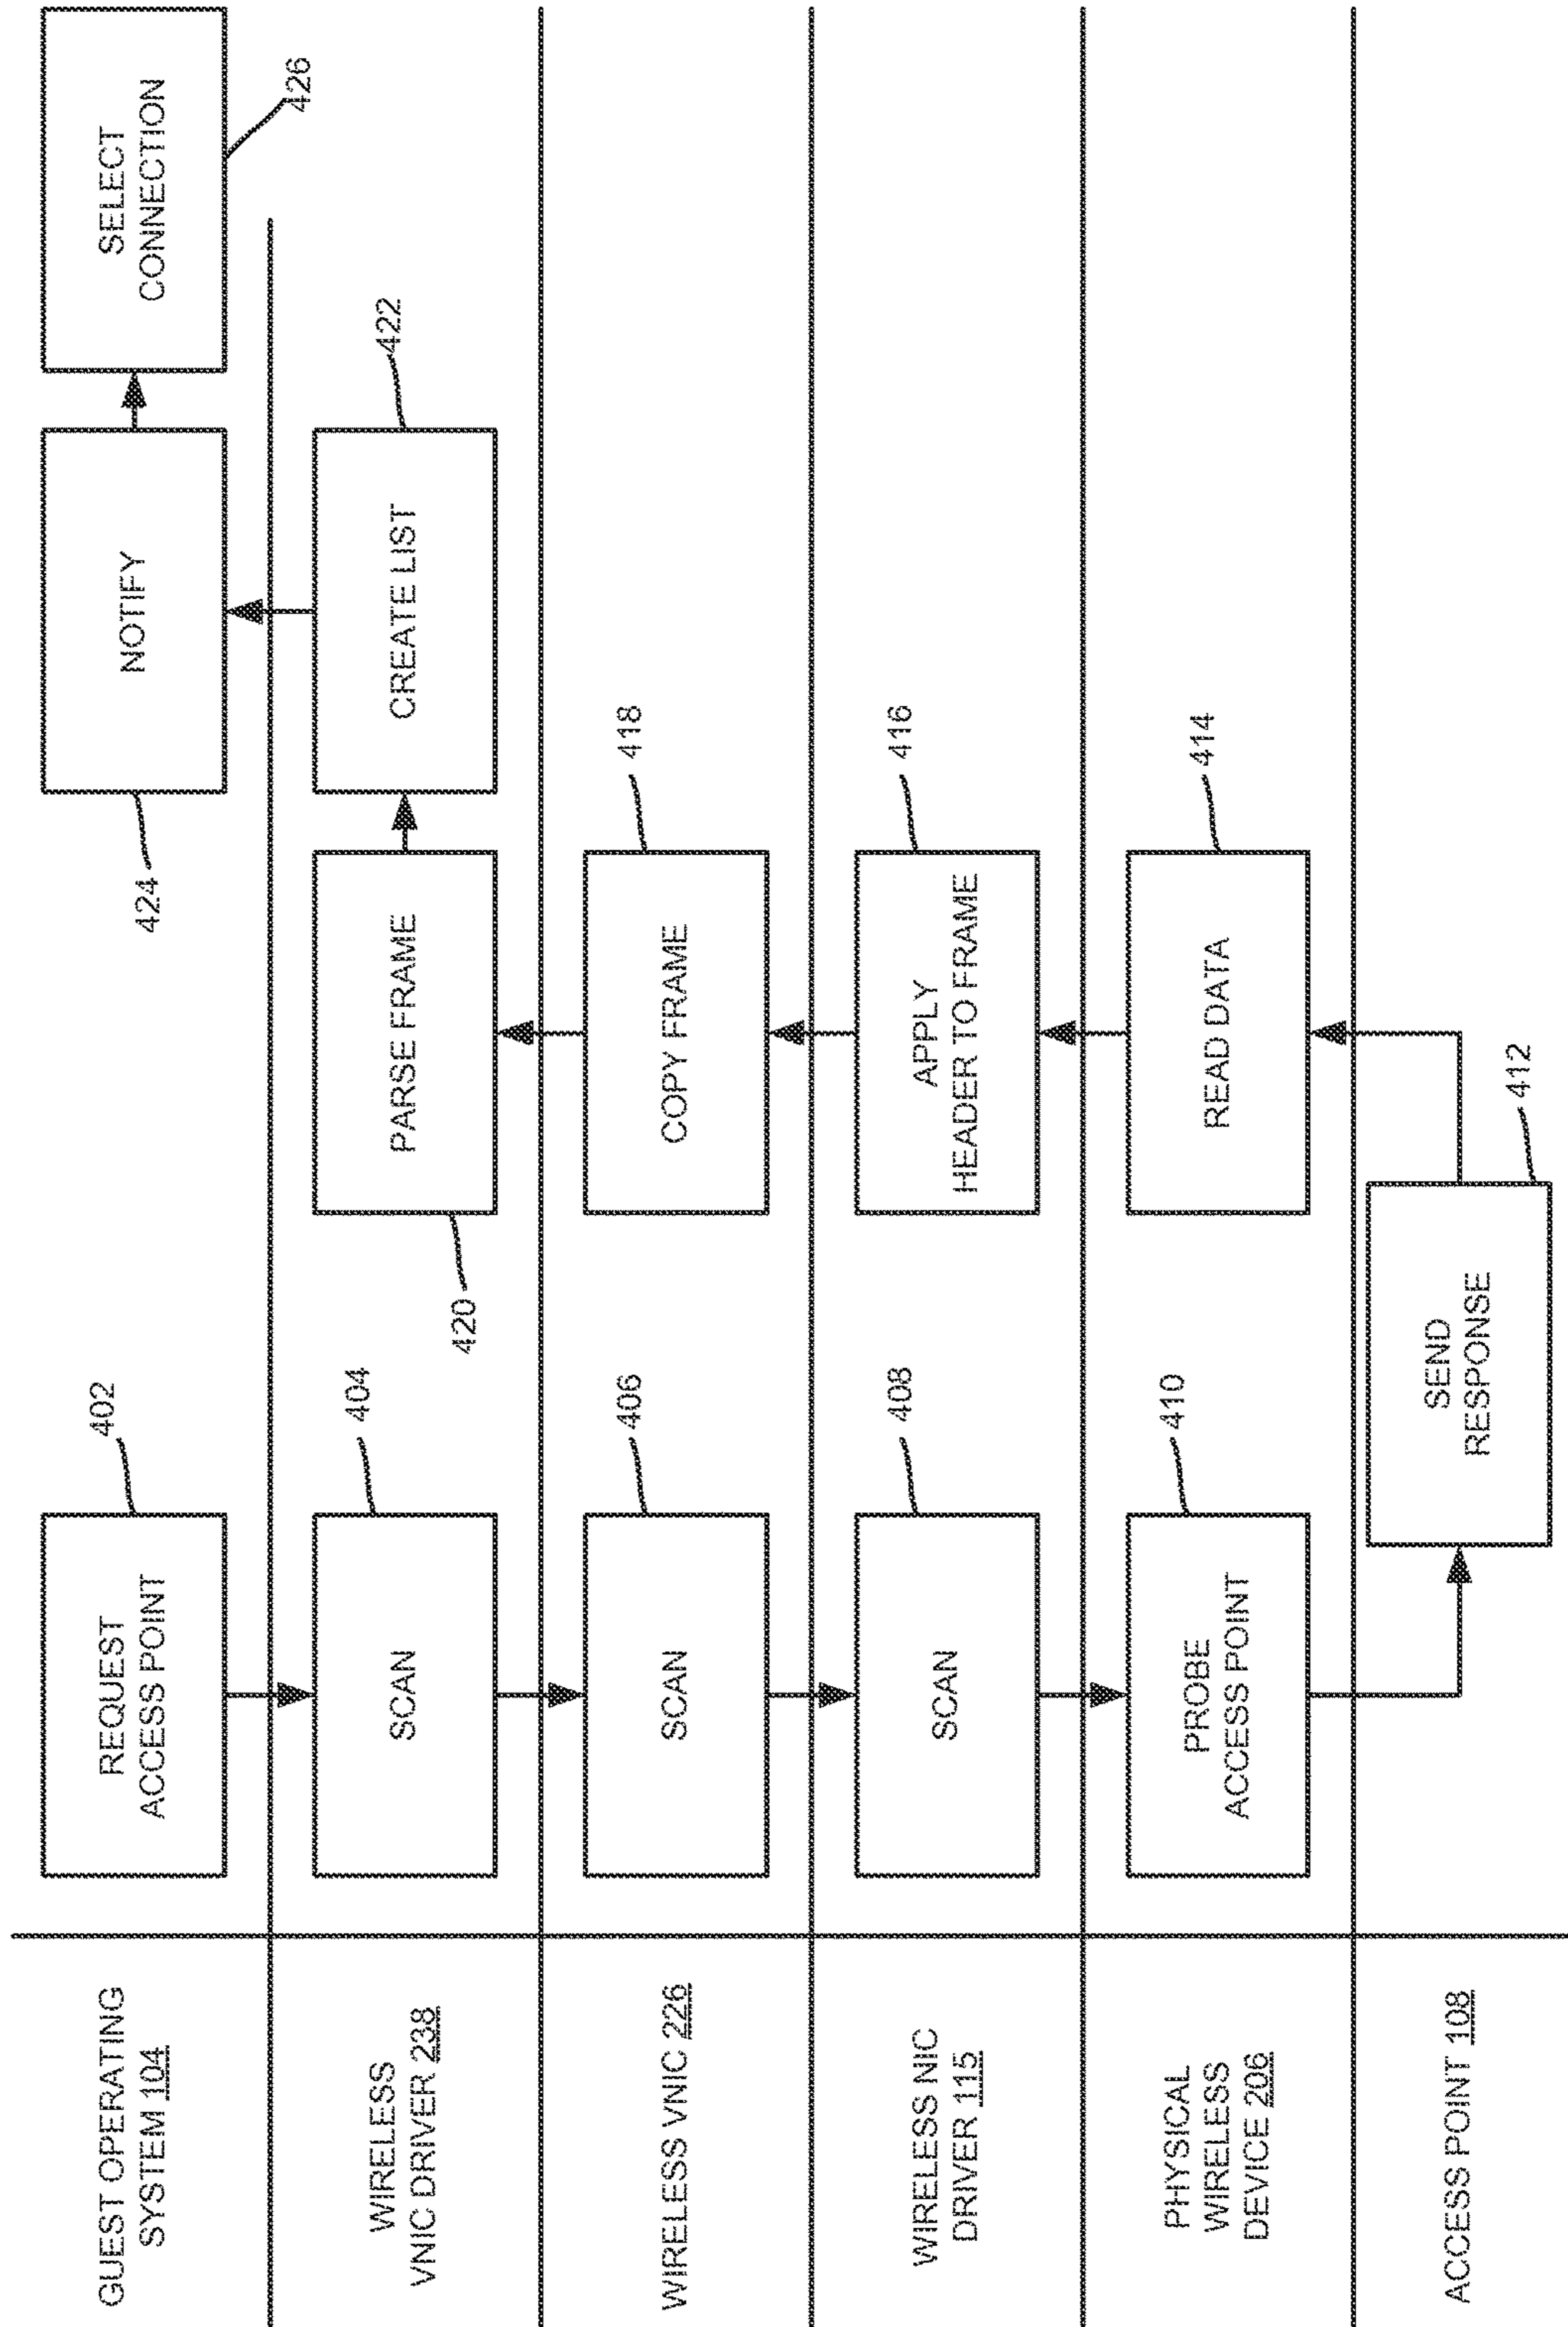 GUEST OPERATING
SYSTEM 104
REQUEST
ACCESS POINT
402
NOTIFY
424
SELECT
CONNECTION
426
WIRELESS
VNIC DRIVER 238
SCAN
404
PARSE FRAME
420
CREATE LIST
422
WIRELESS VNIC 226
SCAN
406
COPY FRAME
418
WIRELESS NIC
DRIVER 115
SCAN
408
APPLY
HEADER TO FRAME
416
PHYSICAL
WIRELESS
DEVICE 206
PROBE
ACCESS POINT
410
READ DATA
414
ACCESS POINT 108
SEND
RESPONSE
412